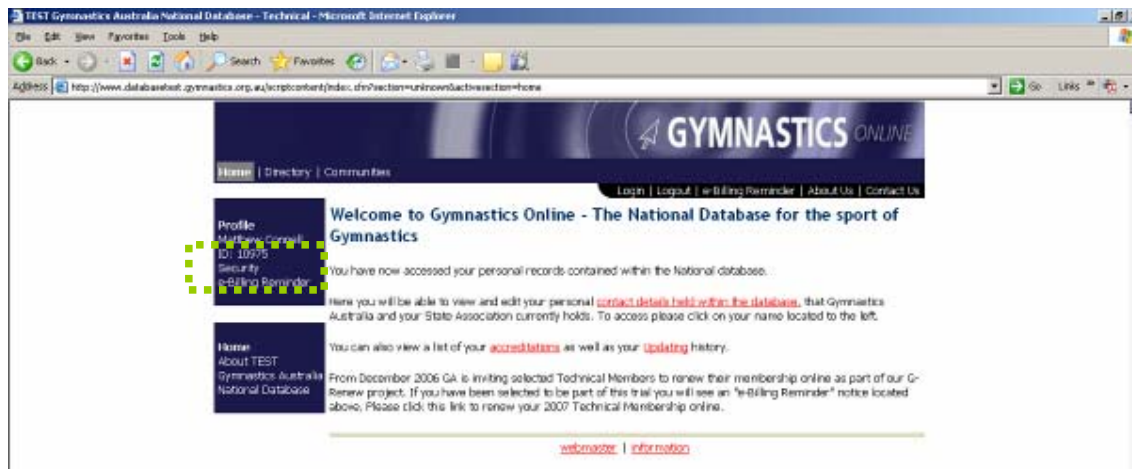 TEST Gymnastics Australia National Database - Technical - Microsoft Internet Explorer
File Edit View Favorites Tools Help
Back Search Favorites
Address http://www.databasetest.gymnastics.org.au/scriptcontent/index.cfm?section=unknown&activesection=home Go Links
GYMNASTICS ONLINE
Home | Directory | Communities
Login | Logout | e-Billing Reminder | About Us | Contact Us
Profile
Matthew
ID: 10975
Security
e-Billing Reminder
Home
About TEST
Gymnastics Australia
National Database
Welcome to Gymnastics Online - The National Database for the sport of
Gymnastics
You have now accessed your personal records contained within the National database.
Here you will be able to view and edit your personal contact details held within the database, that Gymnastics
Australia and your State Association currently holds. To access please click on your name located to the left.
You can also view a list of your accreditations as well as your Updating history.
From December 2006 GA is inviting selected Technical Members to renew their membership online as part of our G-
Renew project. If you have been selected to be part of this trial you will see an "e-Billing Reminder" notice located
above, Please click this link to renew your 2007 Technical Membership online.
webmaster | information